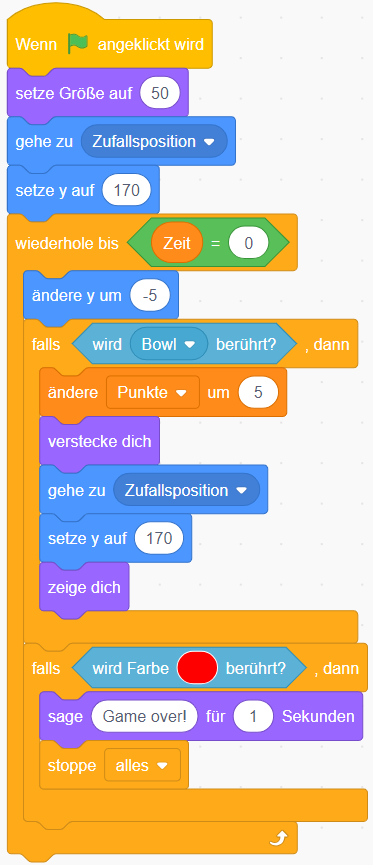 Wenn angeklickt wird
setze Größe auf 50
gehe zu Zufallsposition
setze y auf 170
wiederhole bis Zeit = 0
ändere y um -5
falls wird Bowl berührt? , dann
ändere Punkte um 5
verstecke dich
gehe zu Zufallsposition
setze y auf 170
zeige dich
falls wird Farbe berührt? , dann
sage Game over! für 1 Sekunden
stoppe alles